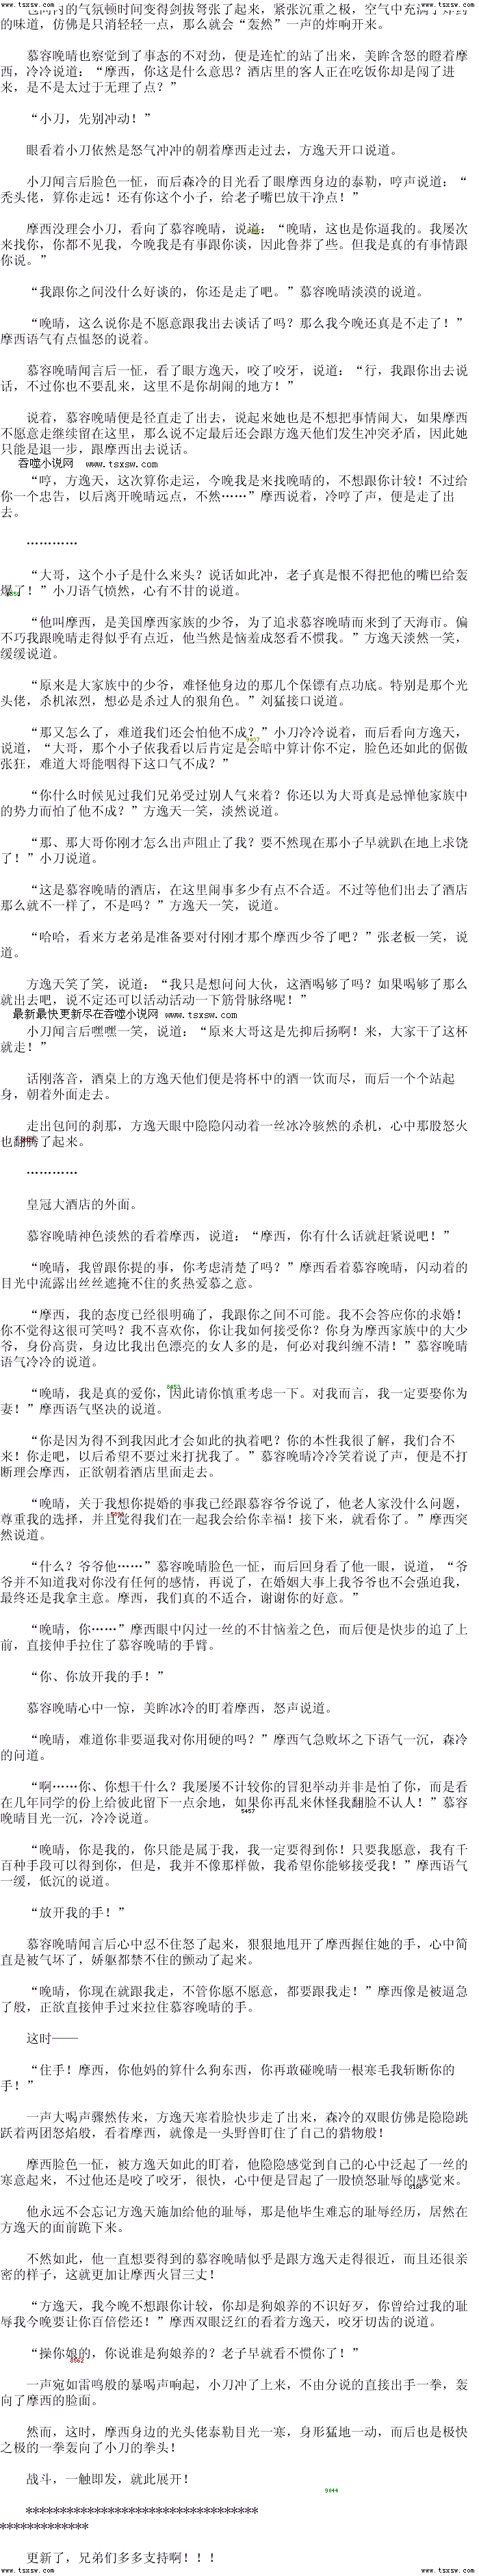 www.tsxsw.com www.tsxsw.com
的气氛顿时间变得剑拔弩张了起来，紧张沉重之极，空气中充满了
的味道，仿佛是只消轻轻一点，那么就会“轰然”一声的炸响开来。
慕容晚晴也察觉到了事态的不对劲，便是连忙的站了出来，美眸含怒的瞪着摩
西，冷冷说道：“摩西，你这是什么意思？酒店里的客人正在吃饭你却是闯了进
来，是不是太过于无理了点？”
“小刀，先别冲动！”
眼看着小刀依然是怒气冲冲的朝着摩西走过去，方逸天开口说道。
小刀闻言后脸色一怔，而后森冷的目光看了眼摩西身边的泰勒，哼声说道：“
秃头佬，算你走运！还有你这个小子，给老子嘴巴放干净点！”
摩西没理会小刀，看向了慕容晚晴，说道：“晚晴，这也是你逼我的。我屡次
来找你，你都不见我，今晚我是有事跟你谈，因此鲁莽了些。但我是真的有事情跟
你说。”
“我跟你之间没什么好谈的，你还是走了吧。”慕容晚晴淡漠的说道。
“晚晴，这么说你是不愿意跟我出去谈话了吗？那么我今晚还真是不走了！”
摩西语气有点愠怒的说着。
慕容晚晴闻言后一怔，看了眼方逸天，咬了咬牙，说道：“行，我跟你出去说
话，不过你也不要乱来，这里不是你胡闹的地方！”
说着，慕容晚晴便是径直走了出去，说起来她也是不想把事情闹大，如果摩西
不愿意走继续留在这里，那么说不定最后还会跟方逸天他们发生冲突矛盾，因此她
只能是退一步，跟摩西出去说话。
吞噬小说网 www.tsxsw.com
“哼，方逸天，这次算你走运，今晚我是来找晚晴的，不想跟你计较！不过给
你一个忠告，以后离开晚晴远点，不然……”摩西说着，冷哼了声，便是走了出
去。
…………
“大哥，这个小子是什么来头？说话如此冲，老子真是恨不得把他的嘴巴给轰
爆了！”小刀语气愤然，心有不甘的说道。
“他叫摩西，是美国摩西家族的少爷，为了追求慕容晚晴而来到了天海市。偏
不巧我跟晚晴走得似乎有点近，他当然是恼羞成怒看不惯我。”方逸天淡然一笑，
缓缓说道。
“原来是大家族中的少爷，难怪他身边的那几个保镖有点功底。特别是那个光
头佬，杀机浓烈，想必是杀过人的狠角色。”刘猛接口说道。
“那又怎么了，难道我们还会怕他不成？”小刀冷冷说着，而后看向方逸天，
说道，“大哥，那个小子依我看以后肯定是会暗中算计你不定，脸色还如此的倨傲
张狂，难道大哥能咽得下这口气不成？”
“你什么时候见过我们兄弟受过别人气来着？你还以为大哥真是忌惮他家族中
的势力而怕了他不成？”方逸天一笑，淡然说道。
“那、那大哥你刚才怎么出声阻止了我？要不然现在那小子早就趴在地上求饶
了！”小刀说道。
“这是慕容晚晴的酒店，在这里闹事多少有点不合适。不过等他们出去了酒店
那么就不一样了，不是吗？”方逸天一笑，说道。
“哈哈，看来方老弟是准备要对付刚才那个摩西少爷了吧？”张老板一笑，说
道。
方逸天笑了笑，说道：“我只是想问问大伙，这酒喝够了吗？如果喝够了那么
就出去吧，说不定还可以活动活动一下筋骨脉络呢！”
最新最快更新尽在吞噬小说网 www.tsxsw.com
小刀闻言后嘿嘿一笑，说道：“原来大哥这是先抑后扬啊！来，大家干了这杯
就走！”
话刚落音，酒桌上的方逸天他们便是将杯中的酒一饮而尽，而后一个个站起
身，朝着外面走去。
走出包间的刹那，方逸天眼中隐隐闪动着一丝冰冷骇然的杀机，心中那股怒火
也翻腾了起来。
…………
皇冠大酒店的外面。
慕容晚晴神色淡然的看着摩西，说道：“摩西，你有什么话就赶紧说吧！”
“晚晴，我曾跟你提的事，你考虑清楚了吗？”摩西看着慕容晚晴，闪动着的
目光中流露出丝丝遮掩不住的炙热爱慕之意。
“摩西，我的态度已经很明确了，我跟你之间不可能。我不会答应你的求婚！
你不觉得这很可笑吗？我不喜欢你，你让我如何接受你？你身为摩西家族中的大少
爷，身份高贵，身边比我出色漂亮的女人多的是，何必对我纠缠不清！”慕容晚晴
语气冷冷的说道。
“晚晴，我是真的爱你，因此请你慎重考虑一下。对我而言，我一定要娶你为
妻！”摩西语气坚决的说道。
“你是因为得不到我因此才会如此的执着吧？你的本性我很了解，我们合不
来！你走吧，以后希望不要过来打扰我了。”慕容晚晴冷冷笑着说了声，便是不打
断理会摩西，正欲朝着酒店里面走去。
“晚晴，关于我想你提婚的事我已经跟慕容爷爷说了，他老人家没什么问题，
尊重我的选择，并且觉得我们在一起我会给你幸福！接下来，就看你了。”摩西突
然说道。
“什么？爷爷他……”慕容晚晴脸色一怔，而后回身看了他一眼，说道，“爷
爷并不知道我对你没有任何的感情，再说了，在婚姻大事上我爷爷也不会强迫我，
最终还是我拿主意。摩西，我们真的不适合，谢谢你的好意。”
“晚晴，你……”摩西眼中闪过一丝的不甘恼羞之色，而后便是快步的追了上
前，直接伸手拉住了慕容晚晴的手臂。
“你、你放开我的手！”
慕容晚晴心中一惊，美眸冰冷的盯着摩西，怒声说道。
“晚晴，难道你非要逼我对你用硬的吗？”摩西气急败坏之下语气一沉，森冷
的问道。
“啊……你、你想干什么？我屡屡不计较你的冒犯举动并非是怕了你，而是看
在几年同学的份上给彼此留下一点余地，如果你再乱来休怪我翻脸不认人！”慕容
晚晴目光一沉，冷冷说道。
“晚晴，你是我的，你只能是属于我，我一定要得到你！只要我愿意，我有千
百种手段可以得到你，但是，我并不像那样做，我希望你能够接受我！”摩西语气
一缓，低沉的说道。
“放开我的手！”
慕容晚晴闻言后心中忍不住怒了起来，狠狠地甩开了摩西握住她的手，心中简
直是被气坏了，娇躯都禁不住的颤动了起来。
“晚晴，你现在就跟我走，不管你愿不愿意，都要跟我走！”摩西像是被逼急
了般，正欲直接伸手过来拉住慕容晚晴的手。
这时——
“住手！摩西，你他妈的算什么狗东西，你再敢碰晚晴一根寒毛我斩断你的
手！”
一声大喝声骤然传来，方逸天寒着脸快步走了出来，森冷的双眼仿佛是隐隐跳
跃着两团怒焰般，看着摩西，就像是一头野兽盯住了自己的猎物般！
摩西脸色一怔，被方逸天如此的盯着，他隐隐感觉到自己的心中泛起了一丝的
寒意起来，不过他还是咬了咬牙，很快，心中便是冒起了一股愤怒耻辱的感觉来。
他永远不会忘记方逸天施加给他的耻辱，那是他毕生难忘的耻辱经历，居然在
方逸天的面前跪下来。
不然如此，他一直想要得到的慕容晚晴似乎是跟方逸天走得很近，而且还很亲
密的样子，这就更加让摩西火冒三丈！
“方逸天，我今晚不想跟你计较，你却是狗娘养的不识好歹，你曾给过我的耻
辱我今晚要让你百倍偿还！”摩西双眼泛红的看着方逸天，咬牙切齿的说道。
“操你娘的，你说谁是狗娘养的？老子早就看不惯你了！”
一声宛如雷鸣般的暴喝声响起，小刀冲了上来，不由分说的直接出手一拳，轰
向了摩西的脸面。
然而，这时，摩西身边的光头佬泰勒目光一寒，身形猛地一动，而后也是极快
之极的一拳轰向了小刀的拳头！
战斗，一触即发，就此展开！
**********************************
*************
更新了，兄弟们多多支持啊！！！
www.tsxsw.com www.tsxsw.com